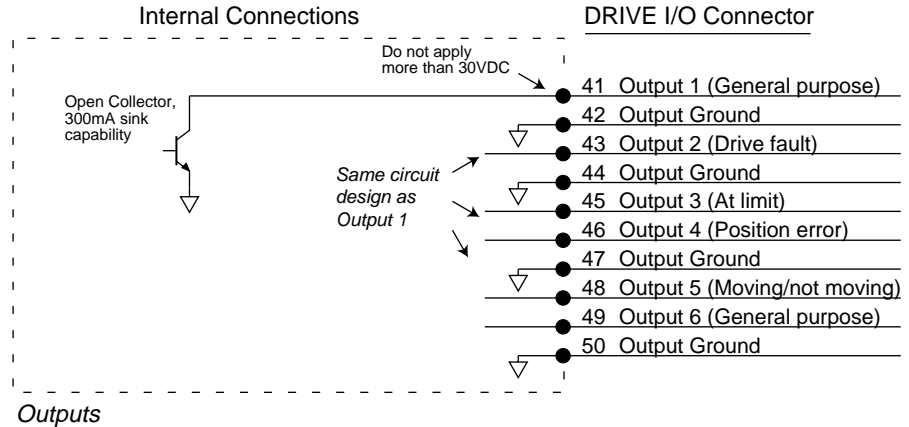 Internal Connections
DRIVE I/O Connector
Do not apply
more than 30VDC
Open Collector,
300mA sink
capability
Same circuit
design as
Output 1
41 Output 1 (General purpose)
42 Output Ground
43 Output 2 (Drive fault)
44 Output Ground
45 Output 3 (At limit)
46 Output 4 (Position error)
47 Output Ground
48 Output 5 (Moving/not moving)
49 Output 6 (General purpose)
50 Output Ground
Outputs